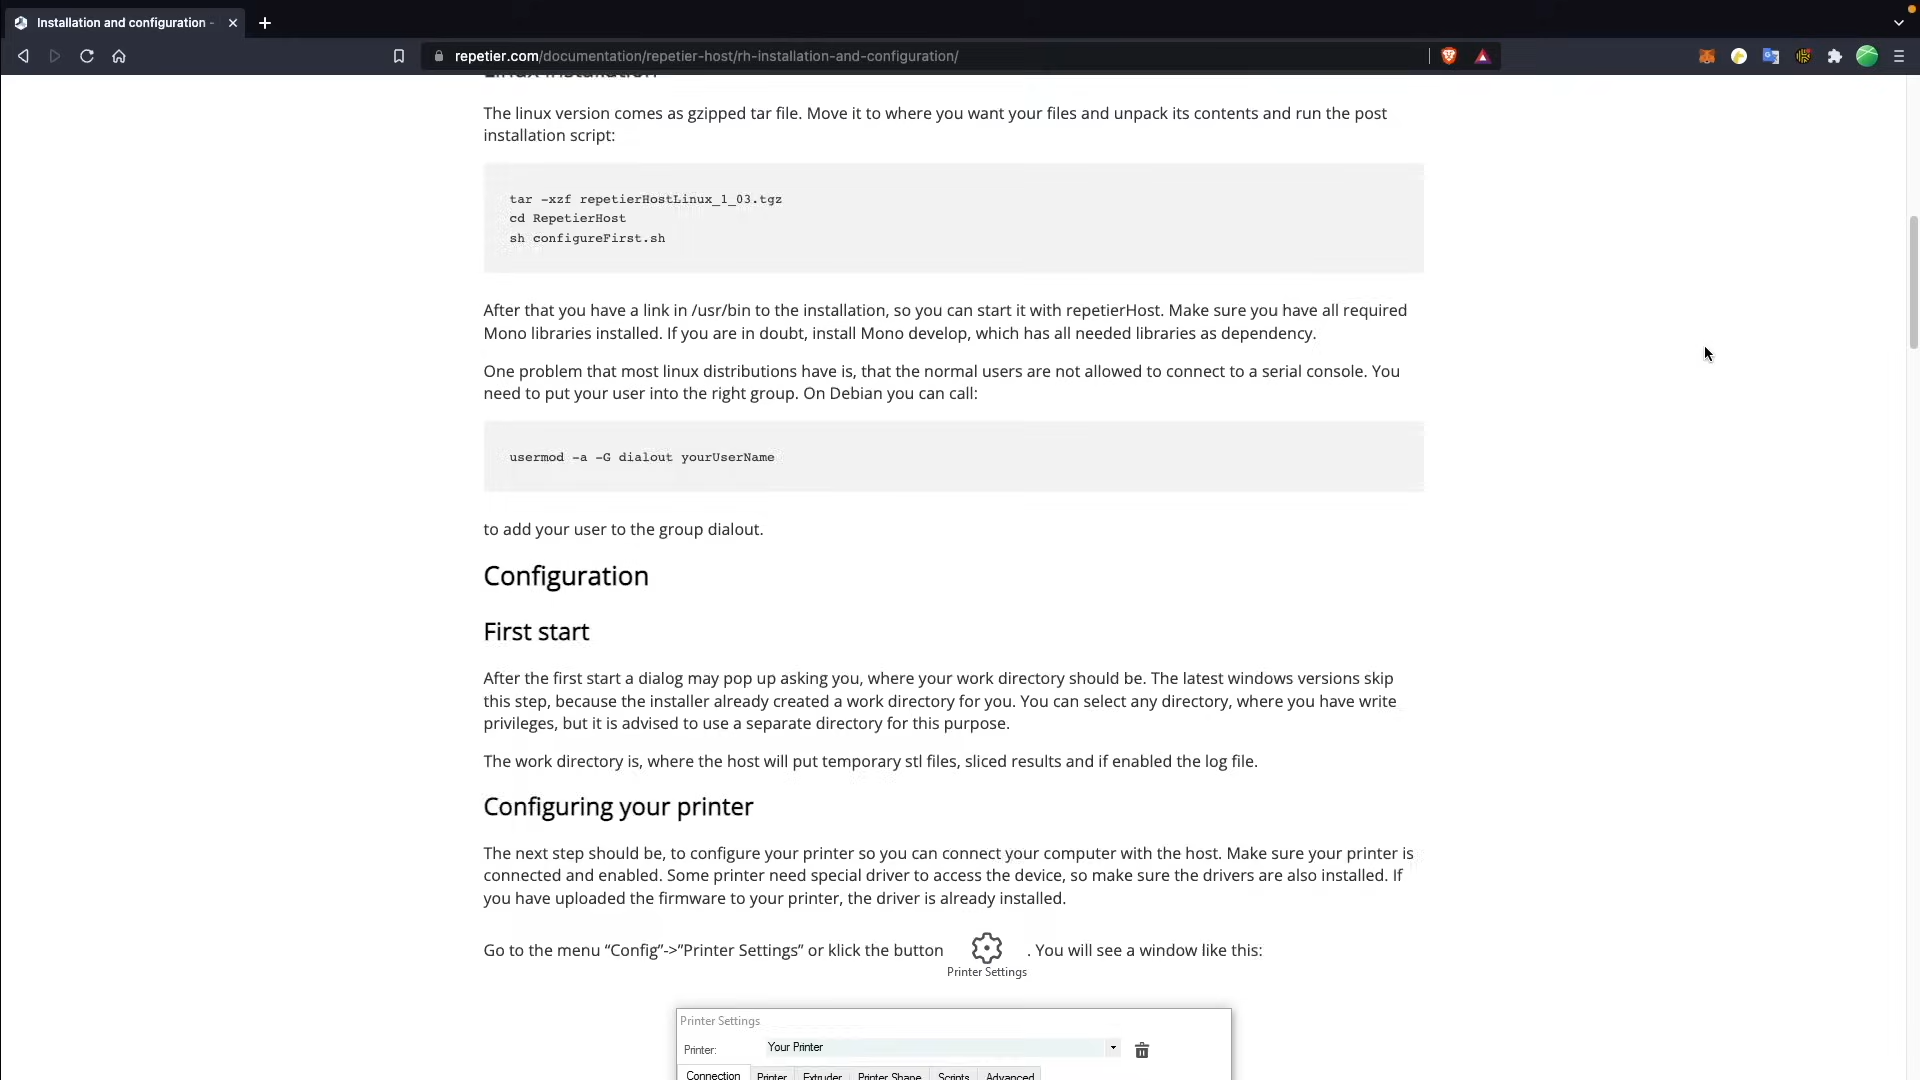 Installation and configuration -
repetier.com/documentation/repetier-host/rh-installation-and-configuration/
Linux Installation
The linux version comes as gzipped tar file. Move it to where you want your files and unpack its contents and run the post
installation script:
tar -xzf repetierHostLinux_1_03.tgz
cd RepetierHost
sh configureFirst.sh
After that you have a link in /usr/bin to the installation, so you can start it with repetierHost. Make sure you have all required
Mono libraries installed. If you are in doubt, install Mono develop, which has all needed libraries as dependency.
One problem that most linux distributions have is, that the normal users are not allowed to connect to a serial console. You
need to put your user into the right group. On Debian you can call:
usermod -a -G dialout yourUserName
to add your user to the group dialout.
Configuration
First start
After the first start a dialog may pop up asking you, where your work directory should be. The latest windows versions skip
this step, because the installer already created a work directory for you. You can select any directory, where you have write
privileges, but it is advised to use a separate directory for this purpose.
The work directory is, where the host will put temporary stl files, sliced results and if enabled the log file.
Configuring your printer
The next step should be, to configure your printer so you can connect your computer with the host. Make sure your printer is
connected and enabled. Some printer need special driver to access the device, so make sure the drivers are also installed. If
you have uploaded the firmware to your printer, the driver is already installed.
Go to the menu “Config”->”Printer Settings” or klick the button . You will see a window like this:
Printer Settings
Printer Settings
Printer: Your Printer
Connection Printer Extruder Printer Shape Scripts Advanced